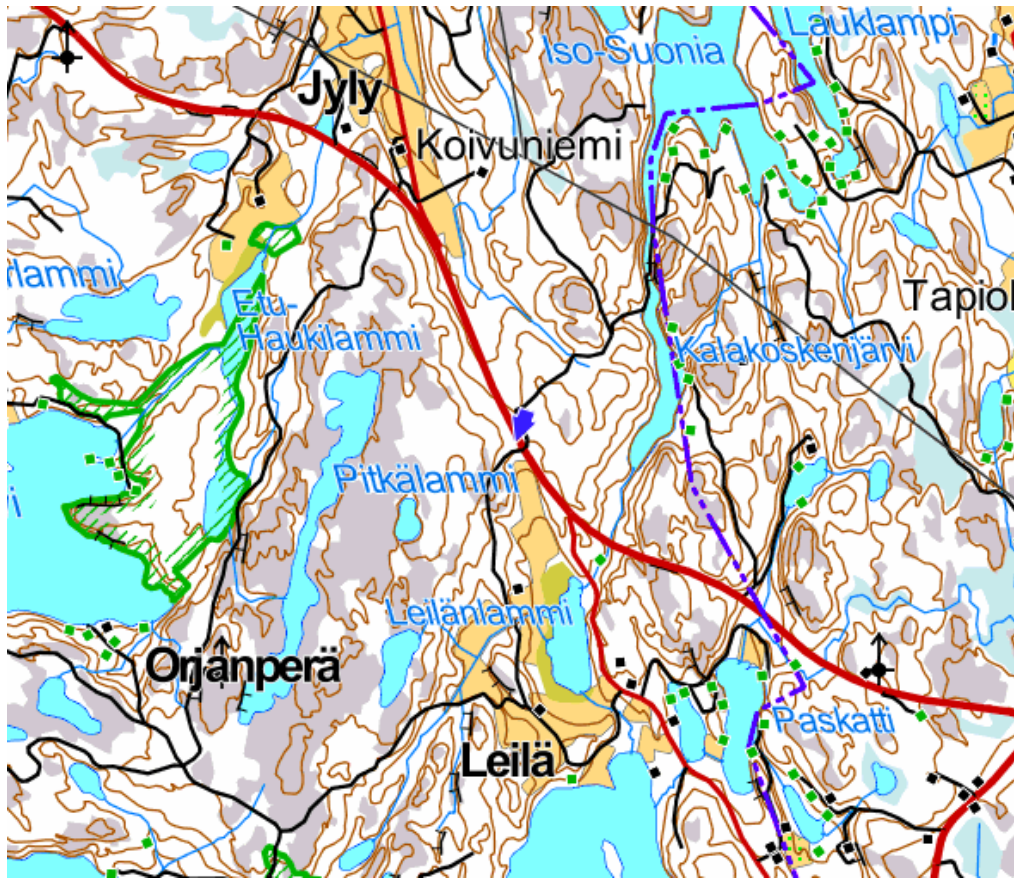 Lauklampi
Iso-Suonia
Jyly
Koivuniemi
Tapiol
rlammi
Etu-
Haukilammi
Kalakoskenjärvi
Pitkälammi
i
Leilänlammi
Orjanperä
Paskatti
Leilä